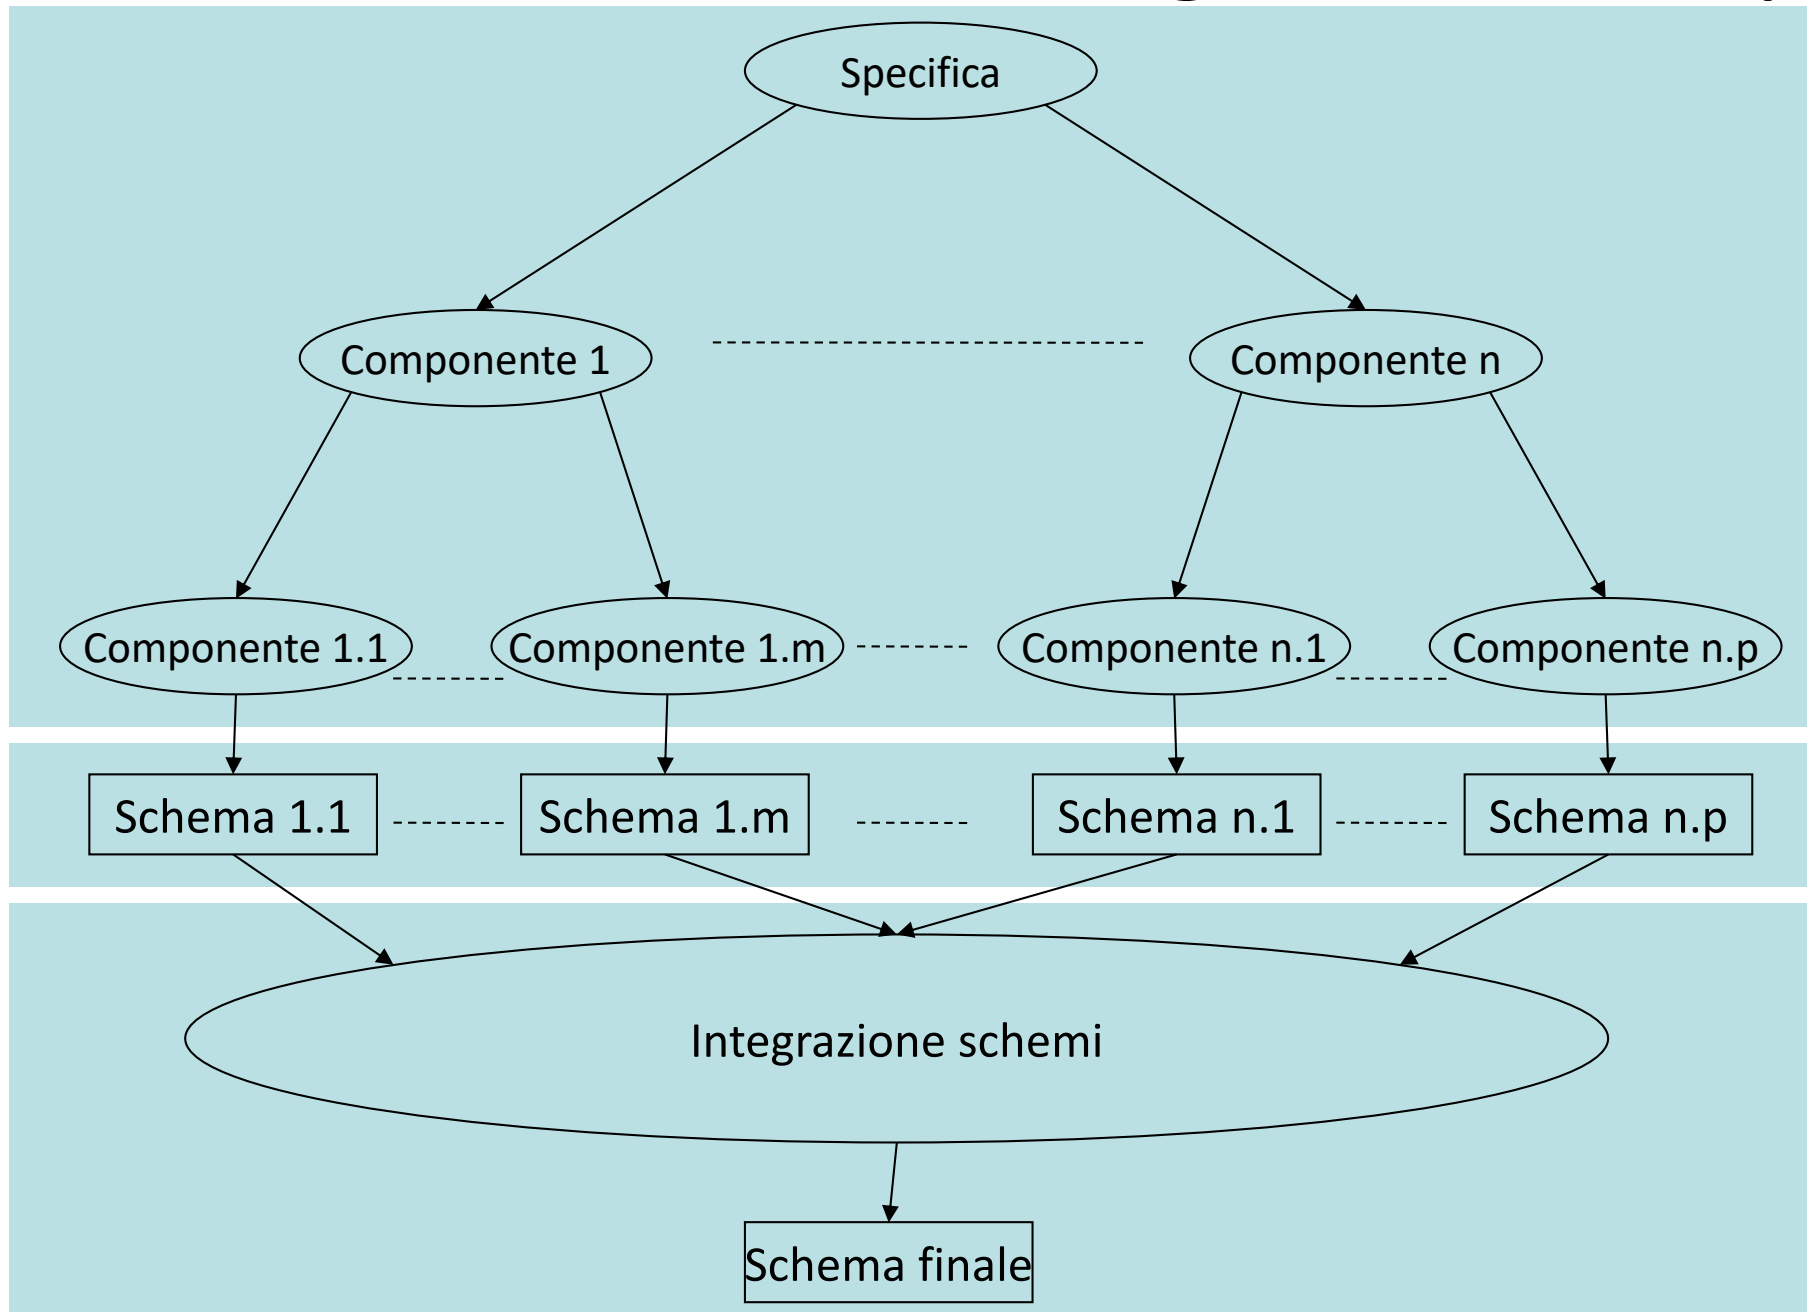 Specifica
Componente 1
Componente n
Componente 1.1
Componente 1.m
Componente n.1
Componente n.p
Schema 1.1
Schema 1.m
Schema n.1
Schema n.p
Integrazione schemi
Schema finale